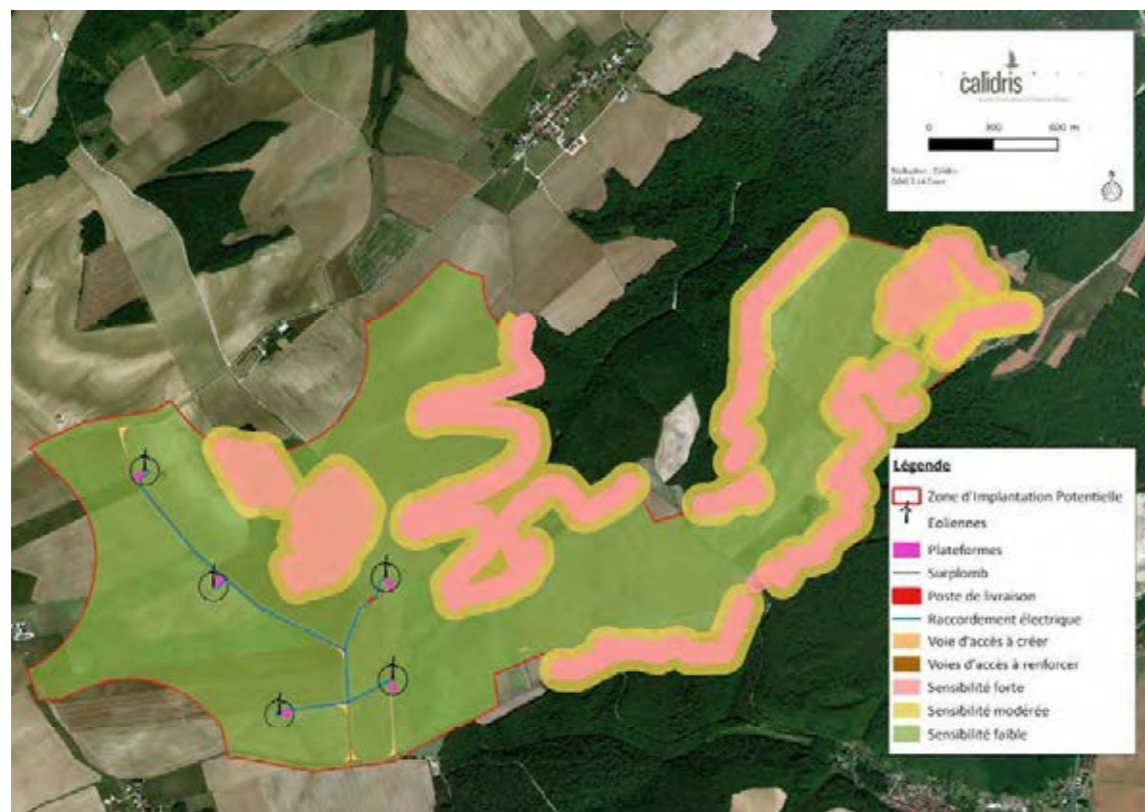 calidris
0 300 600 m
Légende
Zone d'Implantation Potentielle
Eoliennes
Plateformes
Surplomb
Poste de livraison
Raccordement électrique
Voie d'accès à créer
Voies d'accès à renforcer
Sensibilité forte
Sensibilité modérée
Sensibilité faible